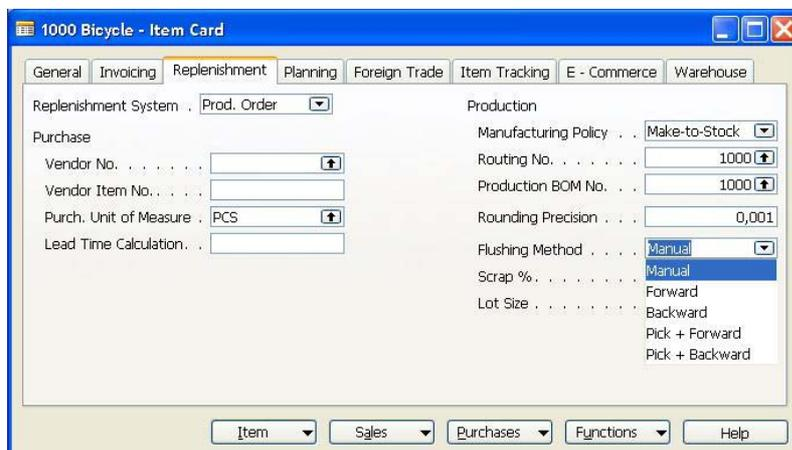 1000 Bicycle - Item Card
General Invoicing Replenishment Planning Foreign Trade Item Tracking E - Commerce Warehouse
Replenishment System . Prod. Order
Purchase
Vendor No. . . . . . .
Vendor Item No. . . . .
Purch. Unit of Measure . PCS
Lead Time Calculation. . .
Production
Manufacturing Policy . . Make-to-Stock
Routing No. . . . . . . 1000
Production BOM No. . . 1000
Rounding Precision . . . 0,001
Flushing Method . . . . Manual
Manual
Forward
Backward
Pick + Forward
Pick + Backward
Scrap % . . . . . . . .
Lot Size . . . . . . . .
Item Sales Purchases Functions Help